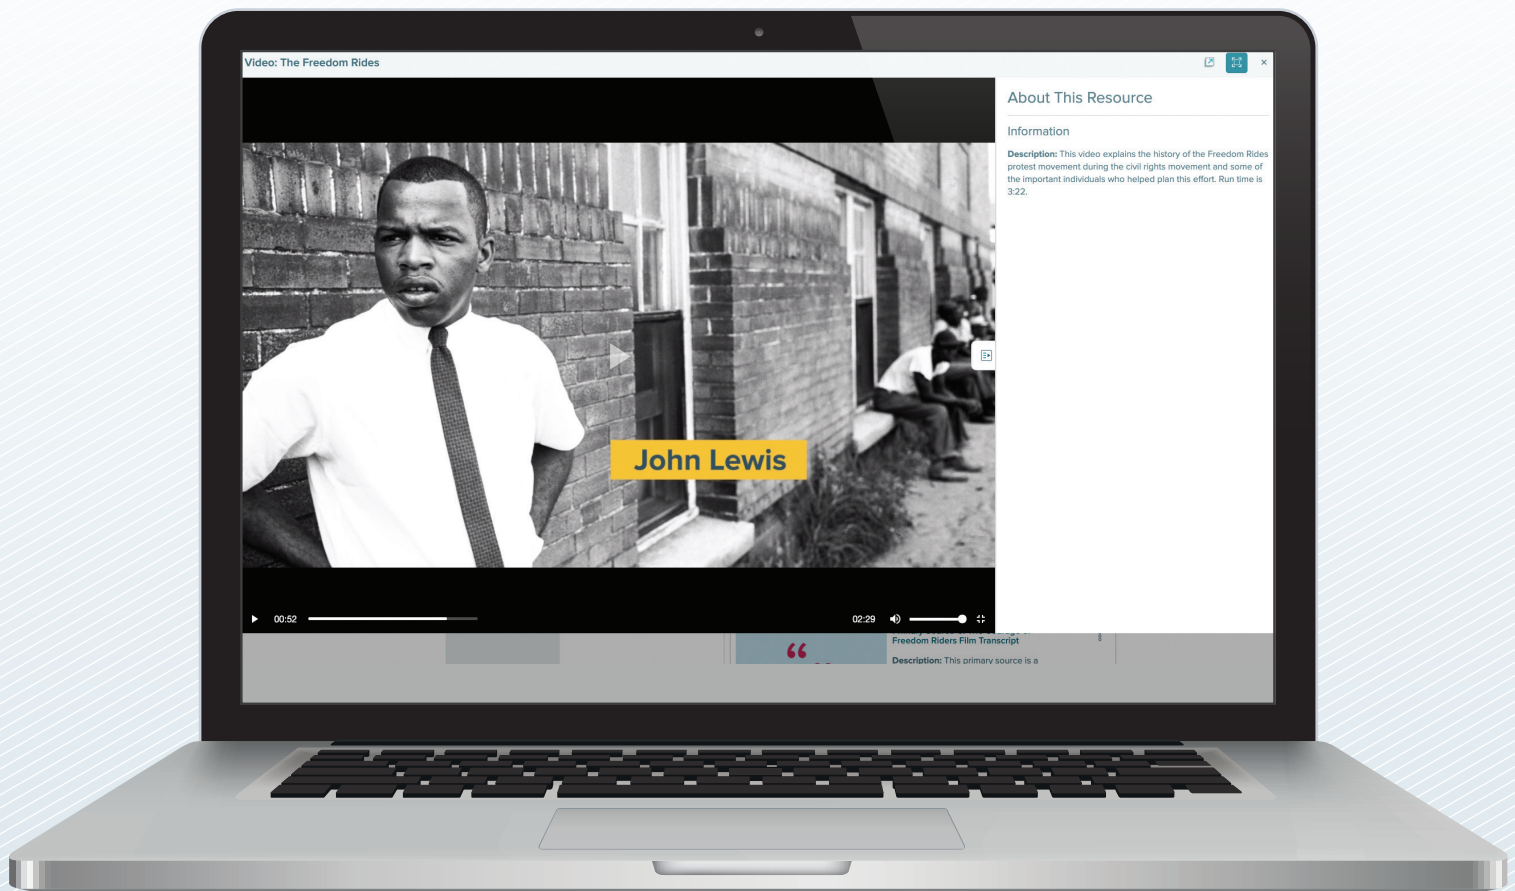 Video: The Freedom Rides
About This Resource
Information
Description: This video explains the history of the Freedom Rides
protest movement during the civil rights movement and some of
the important individuals who helped plan this effort. Run time is
3:22.
John Lewis
00:52
02:29
Freedom Riders Film Transcript
Description: This primary source is a